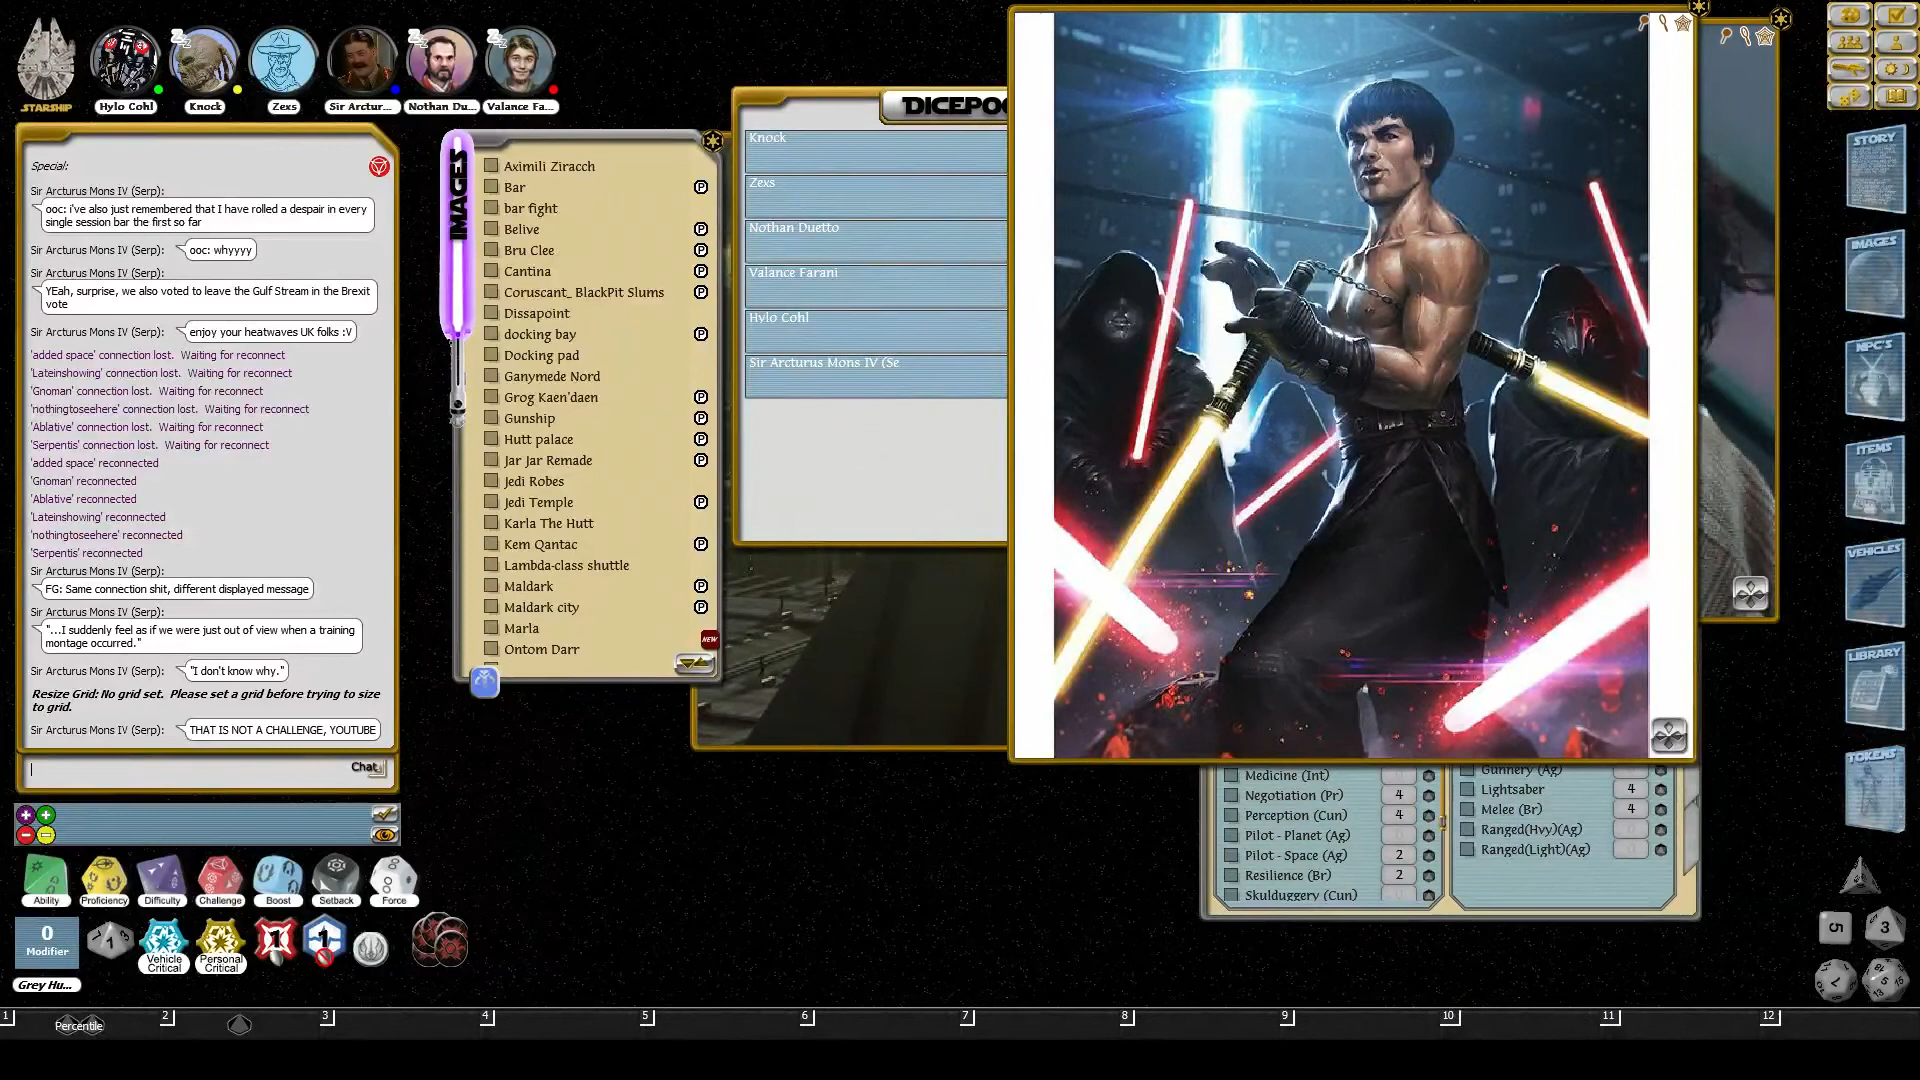 STARSHIP
Hylo Cohl
Knock
Zexs
Sir Arctur...
Nothan Du...
Valance Fa...
Special:
Sir Arcturus Mons IV (Serp):
ooc: i've also just remembered that I have rolled a despair in every
single session bar the first so far
Sir Arcturus Mons IV (Serp): ooc: whyyyy
Sir Arcturus Mons IV (Serp):
YEah, surprise, we also voted to leave the Gulf Stream in the Brexit
vote
Sir Arcturus Mons IV (Serp): enjoy your heatwaves UK folks :V
'added space' connection lost. Waiting for reconnect
'Lateinshowing' connection lost. Waiting for reconnect
'Gnoman' connection lost. Waiting for reconnect
'nothingtoseehere' connection lost. Waiting for reconnect
'Ablative' connection lost. Waiting for reconnect
'Serpentis' connection lost. Waiting for reconnect
'added space' reconnected
'Gnoman' reconnected
'Ablative' reconnected
'Lateinshowing' reconnected
'nothingtoseehere' reconnected
'Serpentis' reconnected
Sir Arcturus Mons IV (Serp):
FG: Same connection shit, different displayed message
Sir Arcturus Mons IV (Serp):
"...I suddenly feel as if we were just out of view when a training
montage occurred."
Sir Arcturus Mons IV (Serp): "I don't know why."
Resize Grid: No grid set. Please set a grid before trying to size
to grid.
Sir Arcturus Mons IV (Serp): THAT IS NOT A CHALLENGE, YOUTUBE
Chat
Ability
Proficiency
Difficulty
Challenge
Boost
Setback
Force
0
Modifier
Vehicle
Critical
Personal
Critical
1
1
Grey Hu...
IMAGES
Aximili Ziracch
Bar
bar fight
Belive
Bru Clee
Cantina
Coruscant_ BlackPit Slums
Dissapoint
docking bay
Docking pad
Ganymede Nord
Grog Kaen'daen
Gunship
Hutt palace
Jar Jar Remade
Jedi Robes
Jedi Temple
Karla The Hutt
Kem Qantac
Lambda-class shuttle
Maldark
Maldark city
Marla
Ontom Darr
NEW
DICEPOO
Knock
Zexs
Nothan Duetto
Valance Farani
Hylo Cohl
Sir Arcturus Mons IV (Se
Medicine (Int)
Negotiation (Pr) 4
Perception (Cun) 4
Pilot - Planet (Ag)
Pilot - Space (Ag) 2
Resilience (Br) 2
Skulduggery (Cun)
Gunnery (Ag)
Lightsaber 4
Melee (Br) 4
Ranged(Hvy)(Ag)
Ranged(Light)(Ag)
STORY
IMAGES
NPC'S
ITEMS
VEHICLES
LIBRARY
TOKENS
1 2 3 4 5 6 7 8 9 10 11 12
Percentile